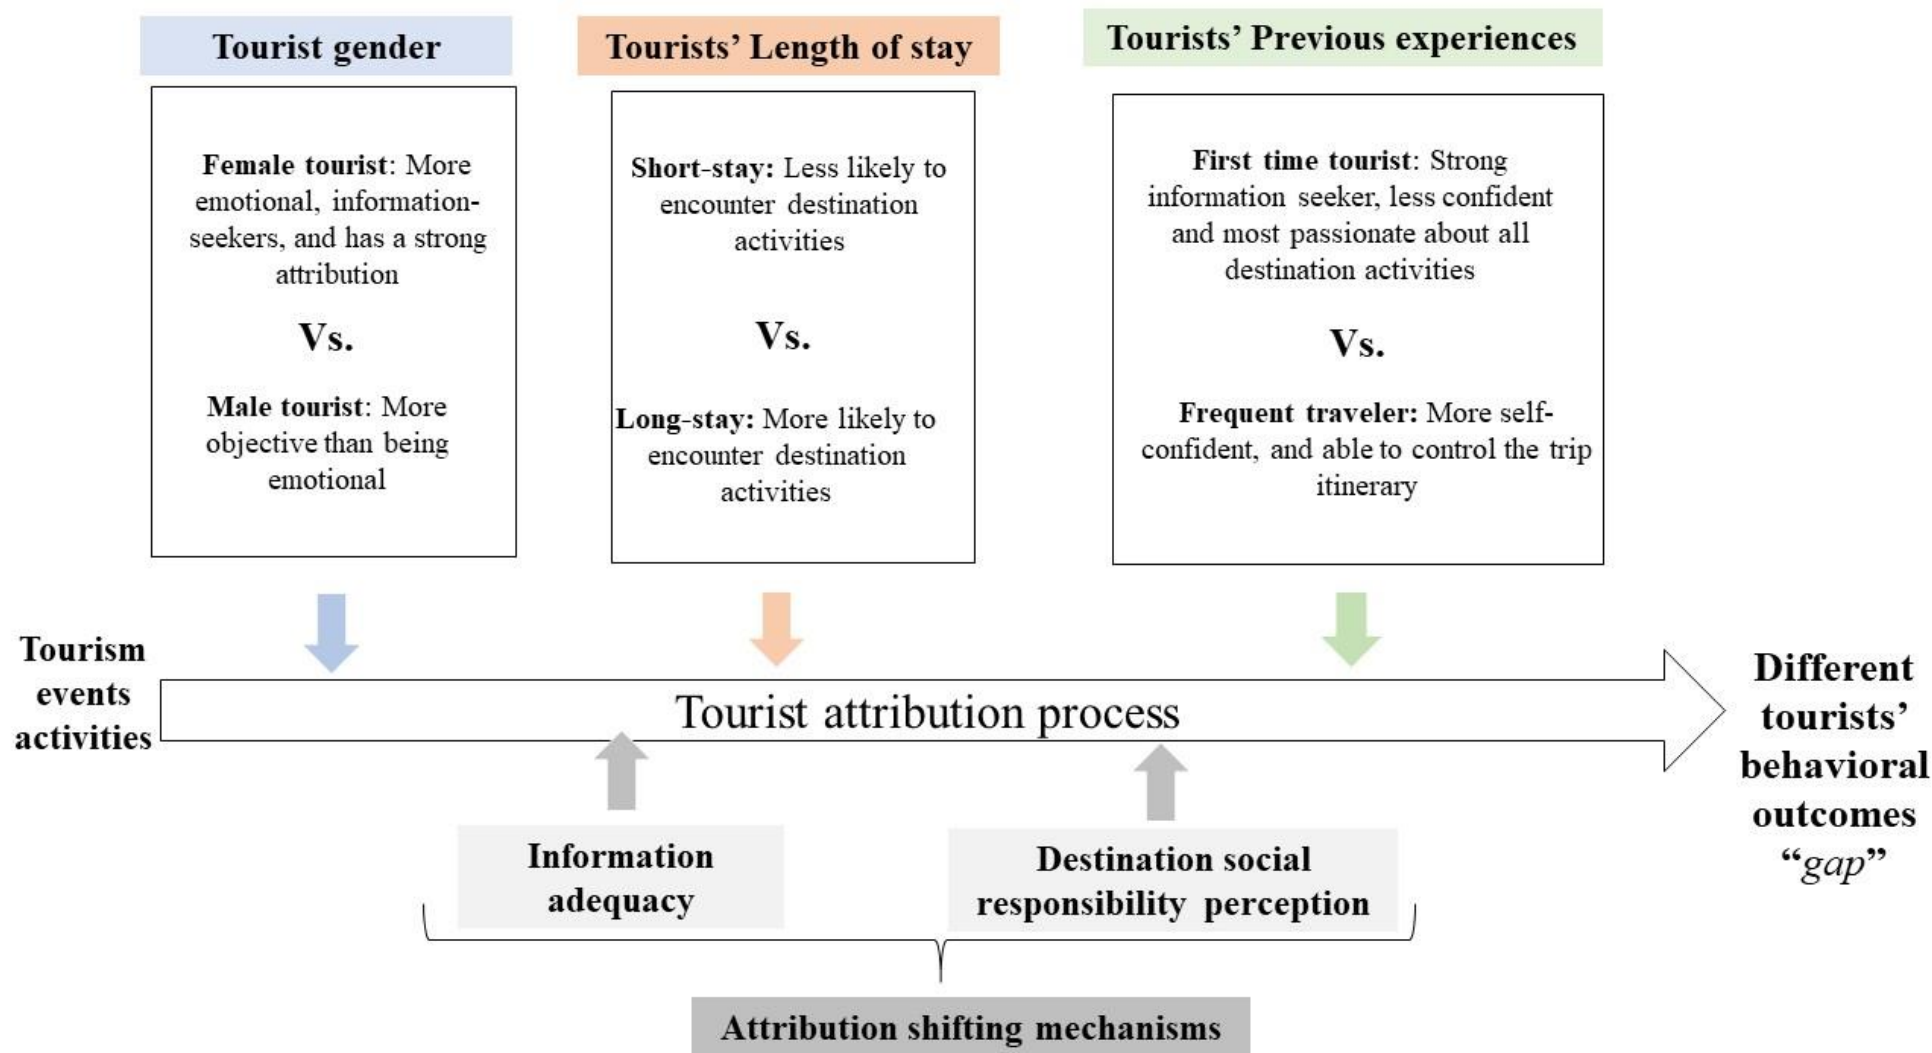 Tourist gender
Female tourist: More
emotional, information-
seekers, and has a strong
attribution
Vs.
Male tourist: More
objective than being
emotional
Tourists’ Length of stay
Short-stay: Less likely to
encounter destination
activities
Vs.
Long-stay: More likely to
encounter destination
activities
Tourists’ Previous experiences
First time tourist: Strong
information seeker, less confident
and most passionate about all
destination activities
Vs.
Frequent traveler: More self-
confident, and able to control the trip
itinerary
Tourism
events
activities
Tourist attribution process
Different
tourists’
behavioral
outcomes
“gap”
Information
adequacy
Destination social
responsibility perception
Attribution shifting mechanisms